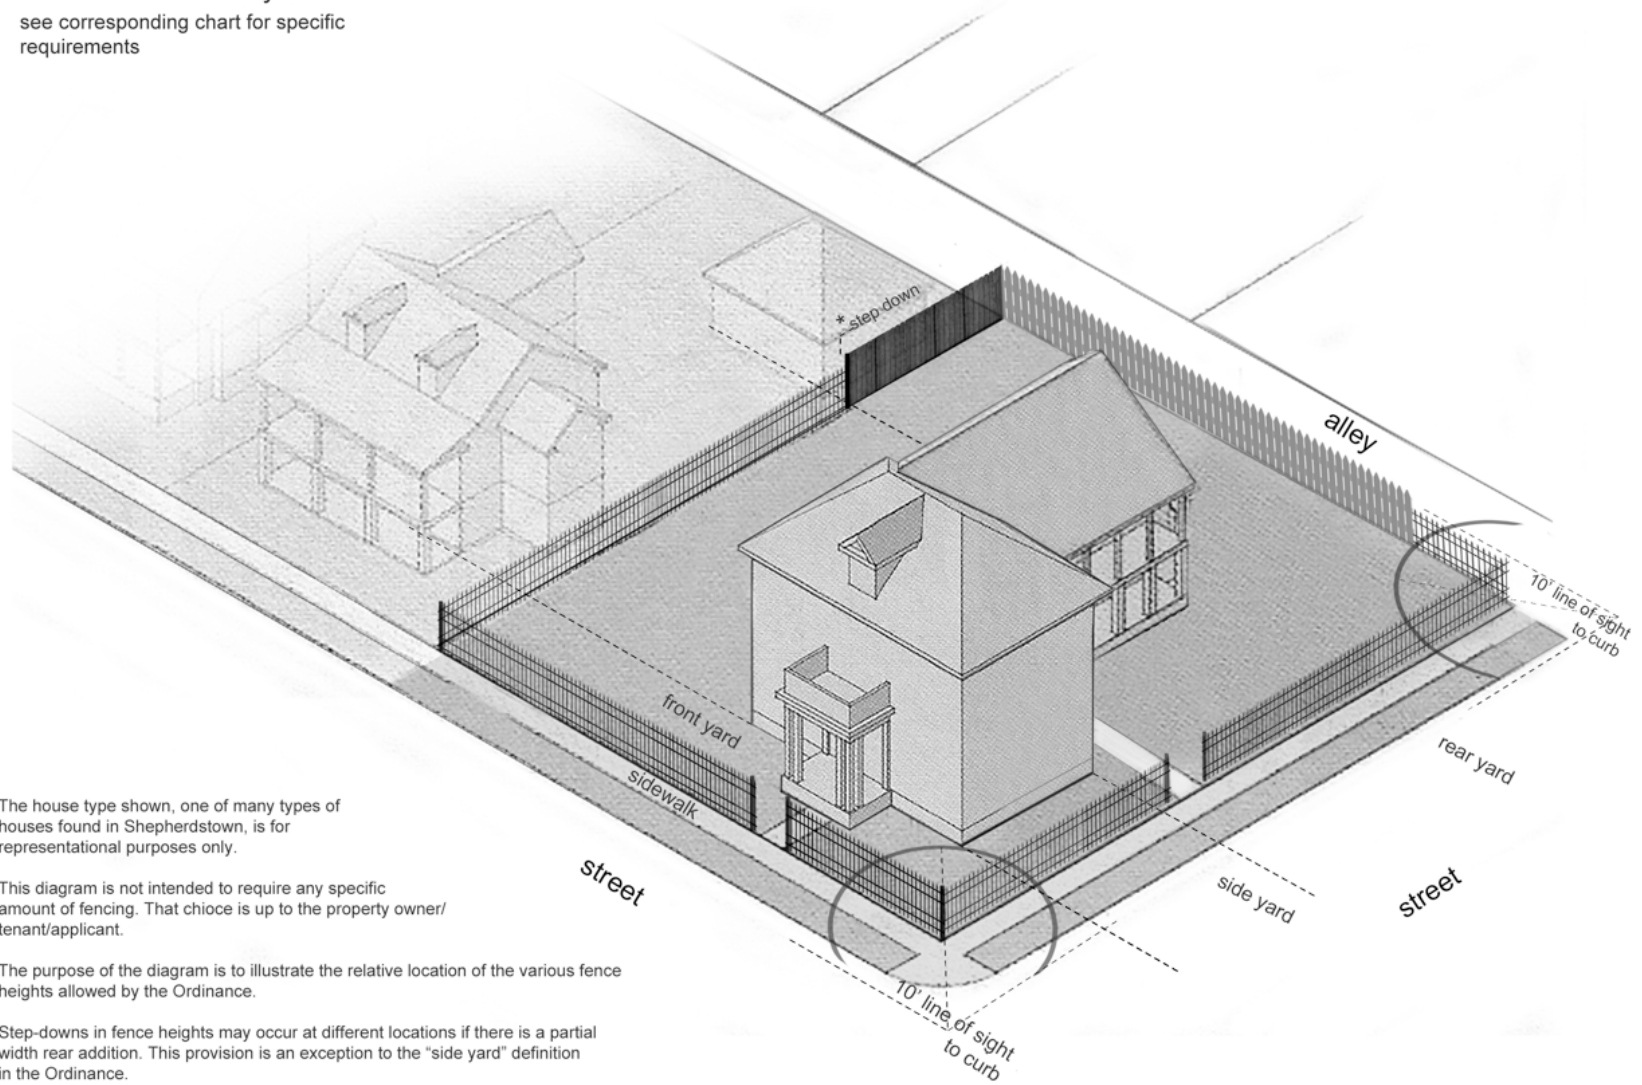 see corresponding chart for specific
requirements
* step down
alley
10' line of sight
to curb
front yard
sidewalk
rear yard
side yard
street
street
10' line of sight
to curb
The house type shown, one of many types of
houses found in Shepherdstown, is for
representational purposes only.
This diagram is not intended to require any specific
amount of fencing. That chioce is up to the property owner/
tenant/applicant.
The purpose of the diagram is to illustrate the relative location of the various fence
heights allowed by the Ordinance.
Step-downs in fence heights may occur at different locations if there is a partial
width rear addition. This provision is an exception to the “side yard” definition
in the Ordinance.